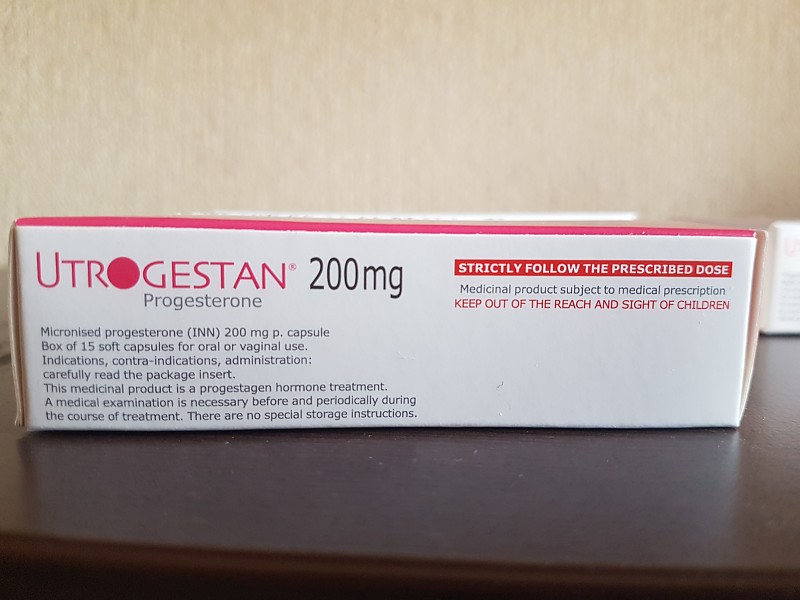 UTROGESTAN® 200mg
Progesterone
Micronised progesterone (INN) 200 mg p. capsule
Box of 15 soft capsules for oral or vaginal use.
Indications, contra-indications, administration:
carefully read the package insert.
This medicinal product is a progestagen hormone treatment.
A medical examination is necessary before and periodically during
the course of treatment. There are no special storage instructions.
STRICTLY FOLLOW THE PRESCRIBED DOSE
Medicinal product subject to medical prescription
KEEP OUT OF THE REACH AND SIGHT OF CHILDREN